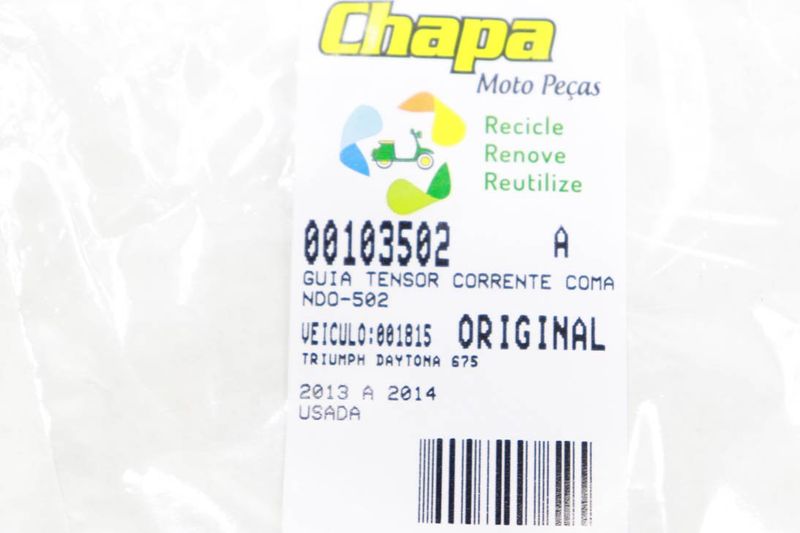 Chapa
Moto Peças
Recicle
Renove
Reutilize
00103502 A
GUIA TENSOR CORRENTE COMA
NDO-502
VEICULO:001815 ORIGINAL
TRIUMPH DAYTONA 675
2013 A 2014
USADA